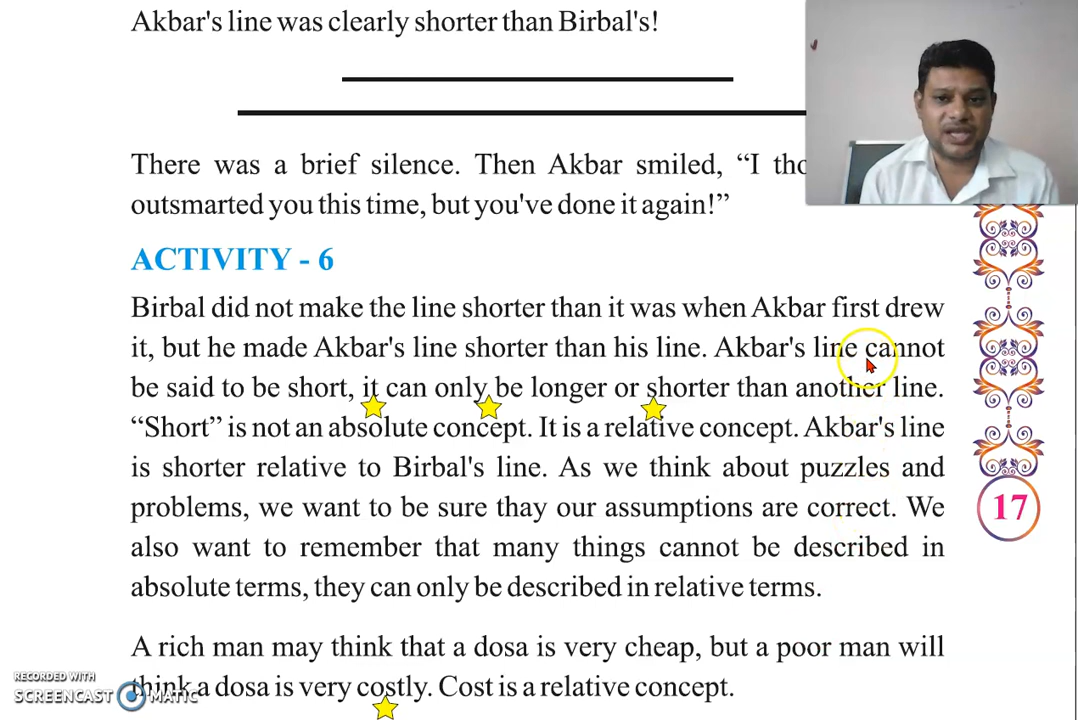 Akbar's line was clearly shorter than Birbal's!
There was a brief silence. Then Akbar smiled, “I
outsmarted you this time, but you've done it again!”
ACTIVITY - 6
Birbal did not make the line shorter than it was when Akbar first drew
it, but he made Akbar's line shorter than his line. Akbar's line cannot
be said to be short, it can only be longer or shorter than another line.
“Short” is not an absolute concept. It is a relative concept. Akbar's line
is shorter relative to Birbal's line. As we think about puzzles and
problems, we want to be sure thay our assumptions are correct. We
17
also want to remember that many things cannot be described in
absolute terms, they can only be described in relative terms.
A rich man may think that a dosa is very cheap, but a poor man will
think a dosa is very costly. Cost is a relative concept.
RECORDED WITH
SCREENCAST MATIC